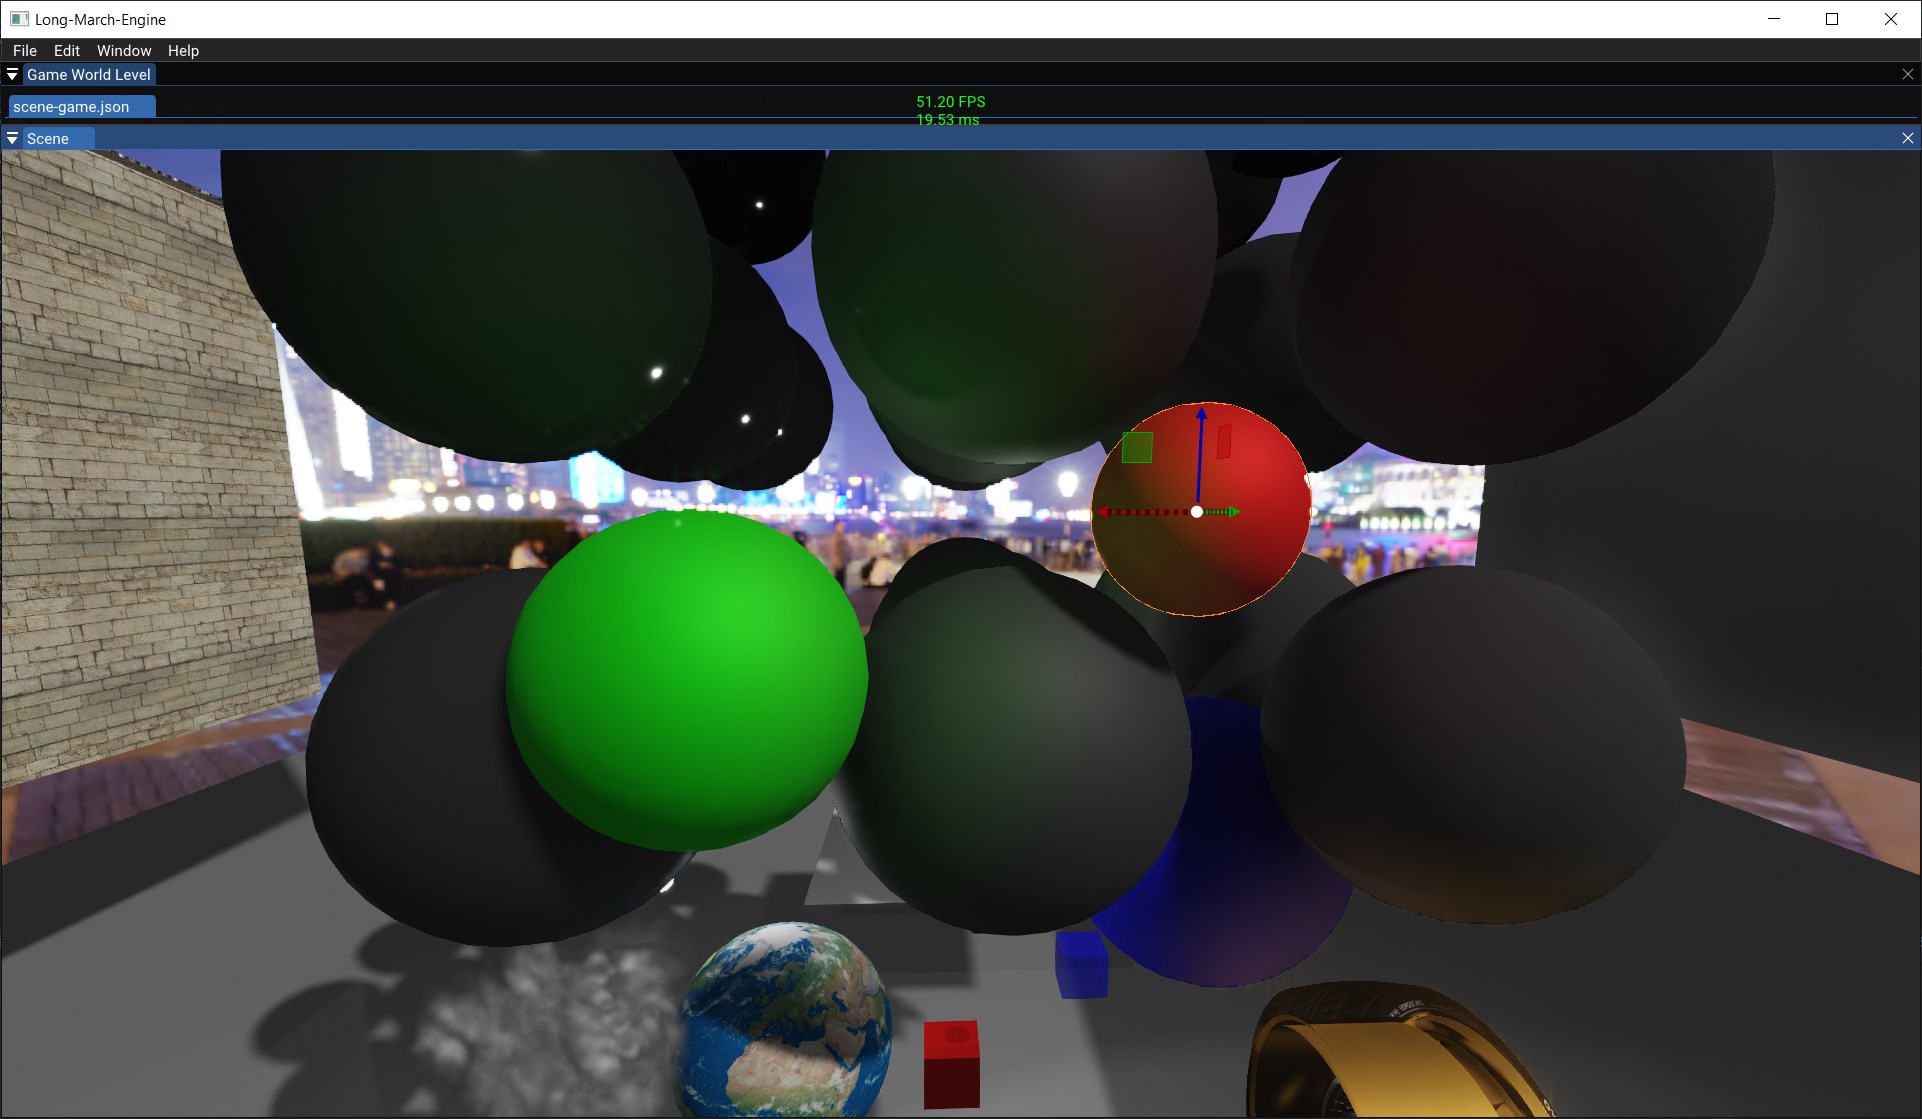 Long-March-Engine
File Edit Window Help
Game World Level
scene-game.json
51.20 FPS
19.53 ms
Scene